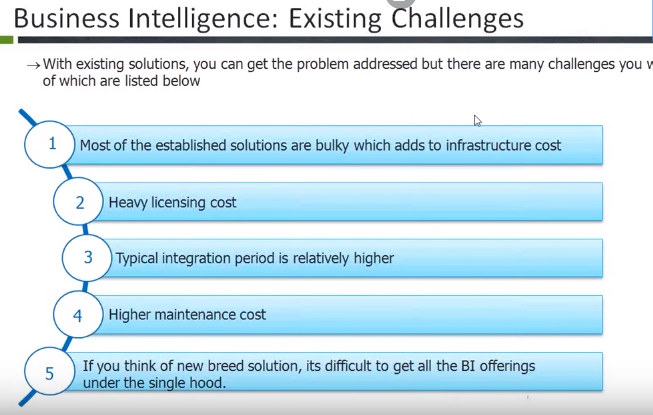 Business Intelligence: Existing Challenges
→With existing solutions, you can get the problem addressed but there are many challenges you
of which are listed below
1 Most of the established solutions are bulky which adds to infrastructure cost
2 Heavy licensing cost
3 Typical integration period is relatively higher
4 Higher maintenance cost
5 If you think of new breed solution, its difficult to get all the BI offerings
under the single hood.